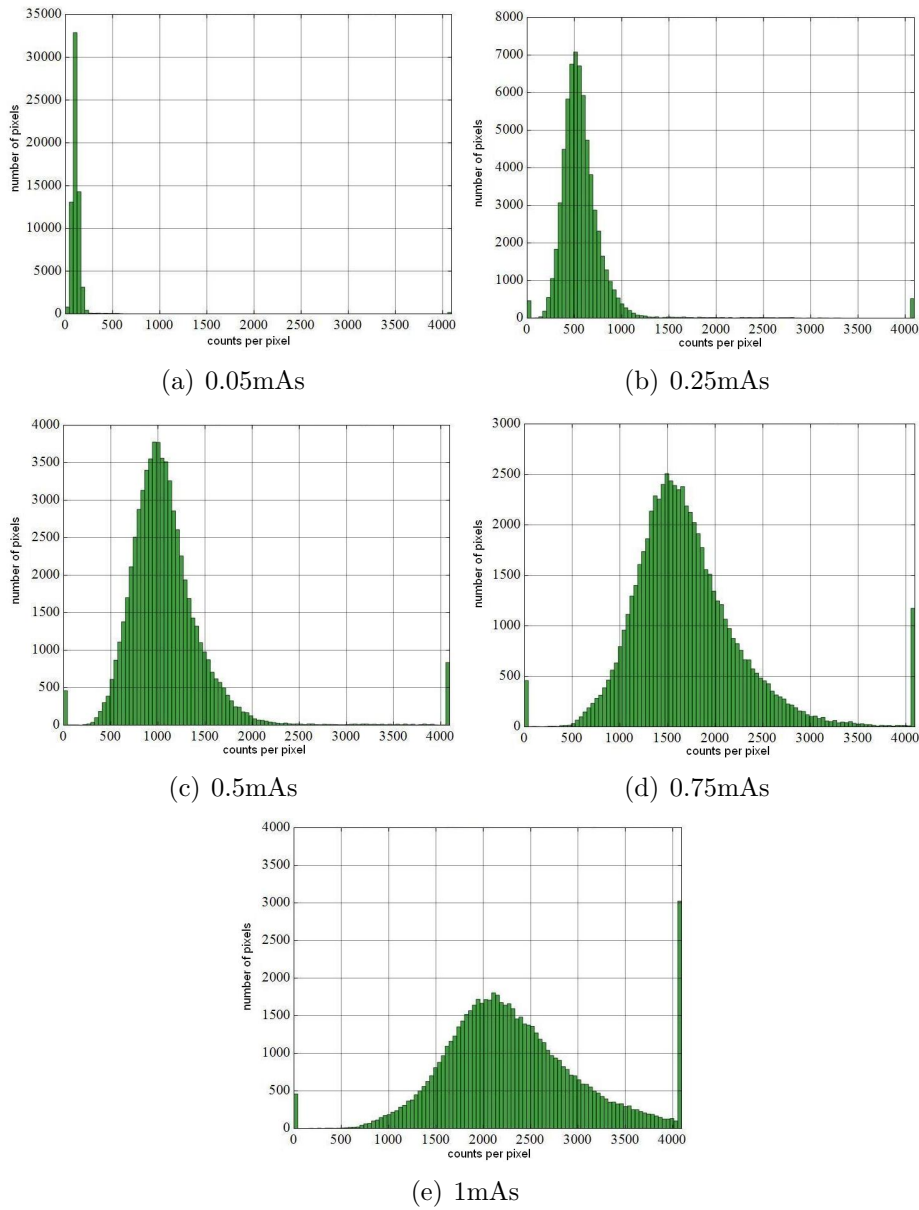 35000
30000
25000
20000
15000
10000
5000
0
number of pixels
0 500 1000 1500 2000 2500 3000 3500 4000
counts per pixel
(a) 0.05mAs
8000
7000
6000
5000
4000
3000
2000
1000
0
number of pixels
0 500 1000 1500 2000 2500 3000 3500 4000
counts per pixel
(b) 0.25mAs
4000
3500
3000
2500
2000
1500
1000
500
0
number of pixels
0 500 1000 1500 2000 2500 3000 3500 4000
counts per pixel
(c) 0.5mAs
3000
2500
2000
1500
1000
500
0
number of pixels
0 500 1000 1500 2000 2500 3000 3500 4000
counts per pixel
(d) 0.75mAs
4000
3500
3000
2500
2000
1500
1000
500
0
number of pixels
0 500 1000 1500 2000 2500 3000 3500 4000
counts per pixel
(e) 1mAs